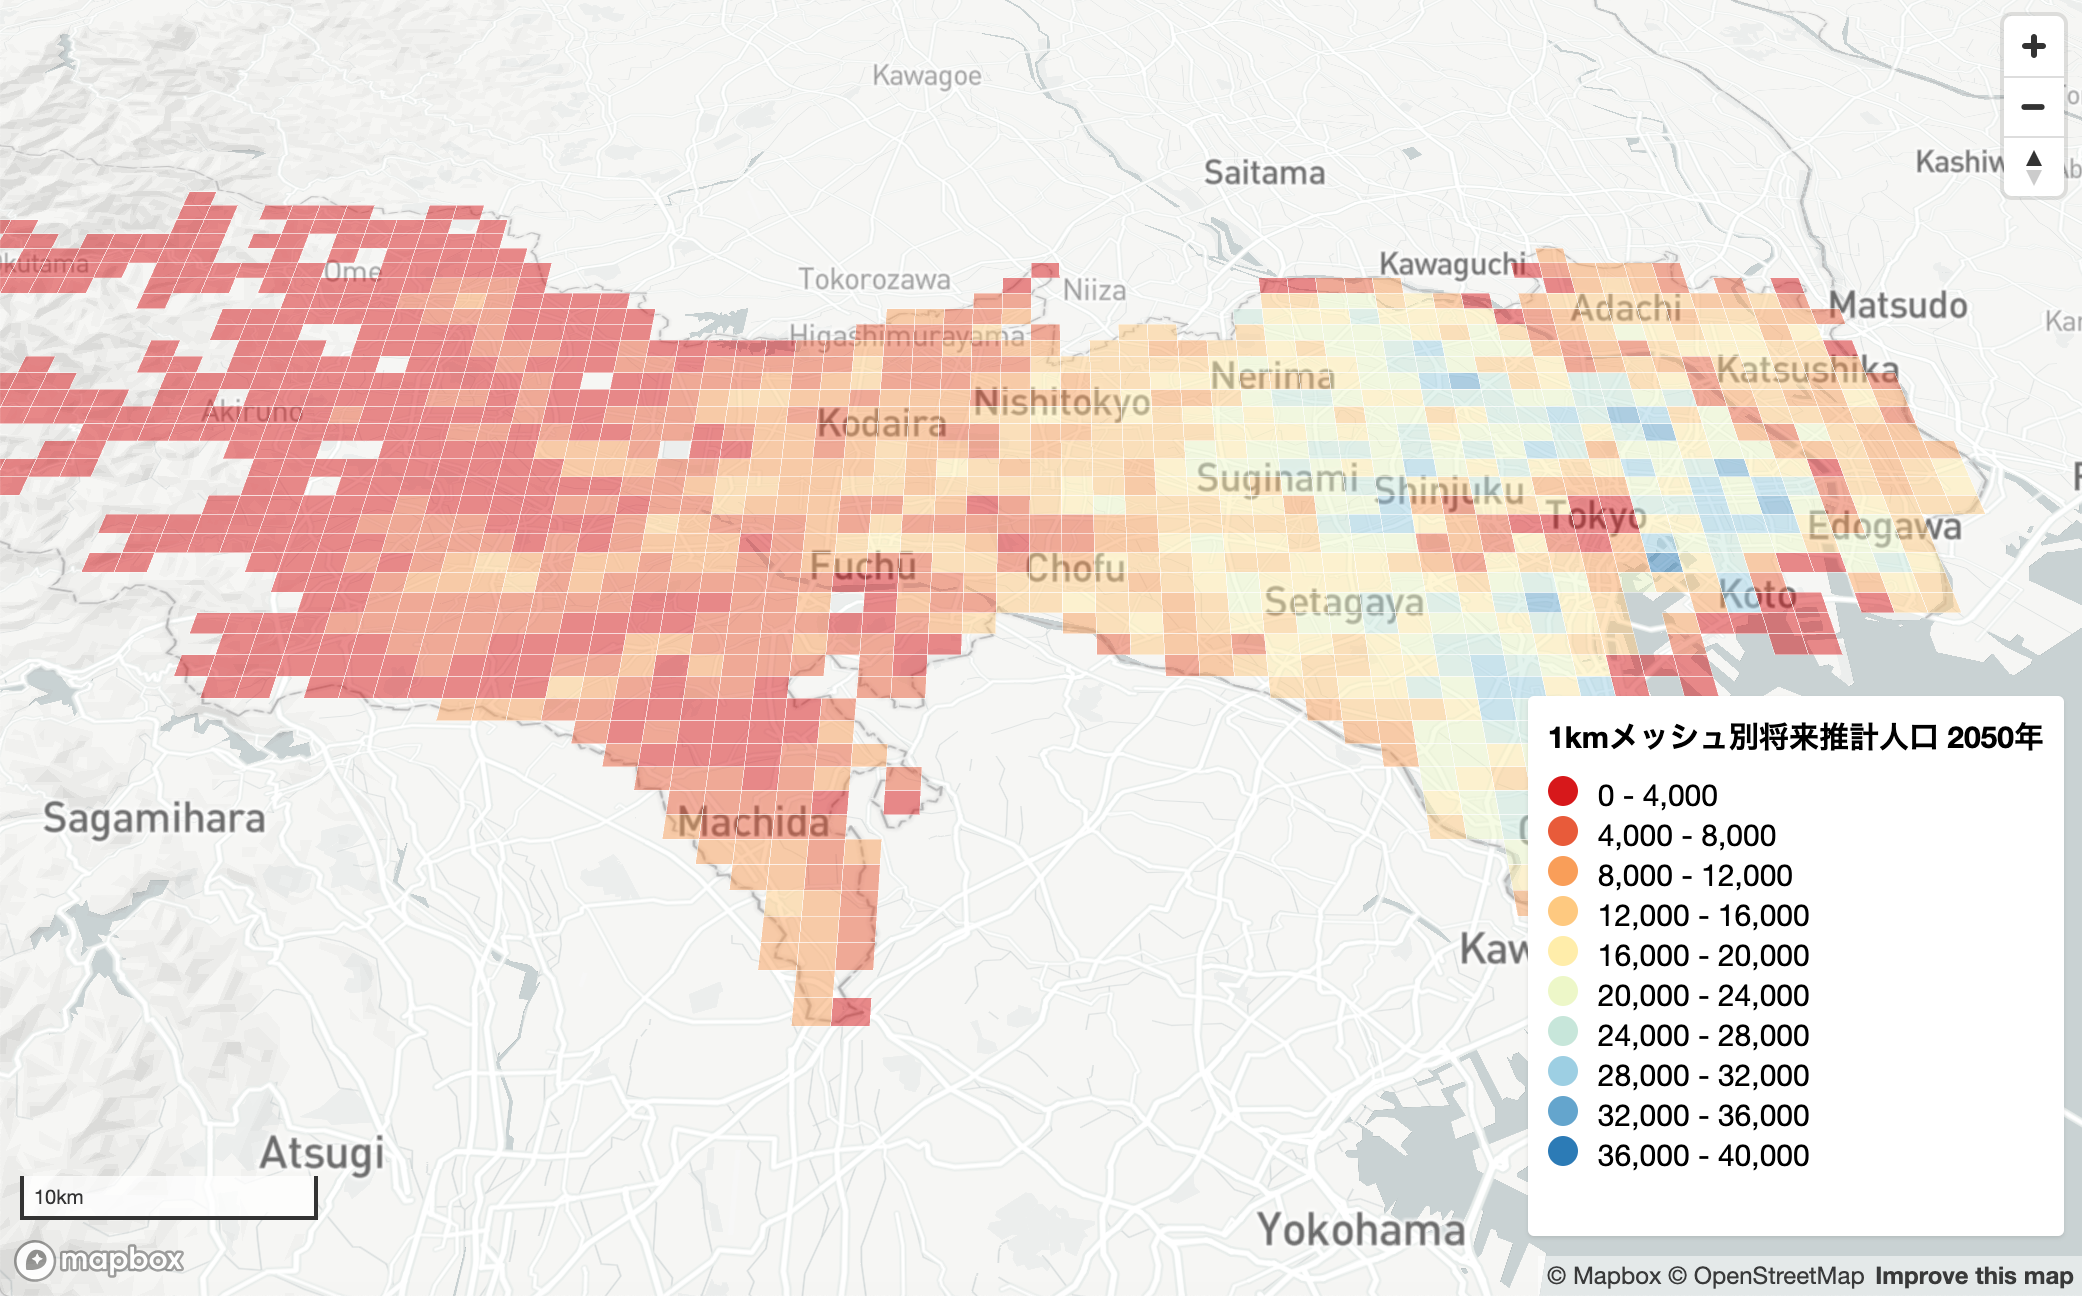 Kawagoe
Saitama
Kashiw
Kawaguchi
Tokorozawa
Niiza
Ome
Adachi
Matsudo
Higashimurayama
Nerima
Katsushika
Nishitokyo
Akiruno
Kodaira
Suginami
Shinjuku
Tokyo
Edogawa
Fuchū
Chofu
Setagaya
Koto
Machida
Sagamihara
Kaw
Atsugi
Yokohama
1kmメッシュ別将来推計人口 2050年
0 - 4,000
4,000 - 8,000
8,000 - 12,000
12,000 - 16,000
16,000 - 20,000
20,000 - 24,000
24,000 - 28,000
28,000 - 32,000
32,000 - 36,000
36,000 - 40,000
10km
mapbox
© Mapbox © OpenStreetMap Improve this map